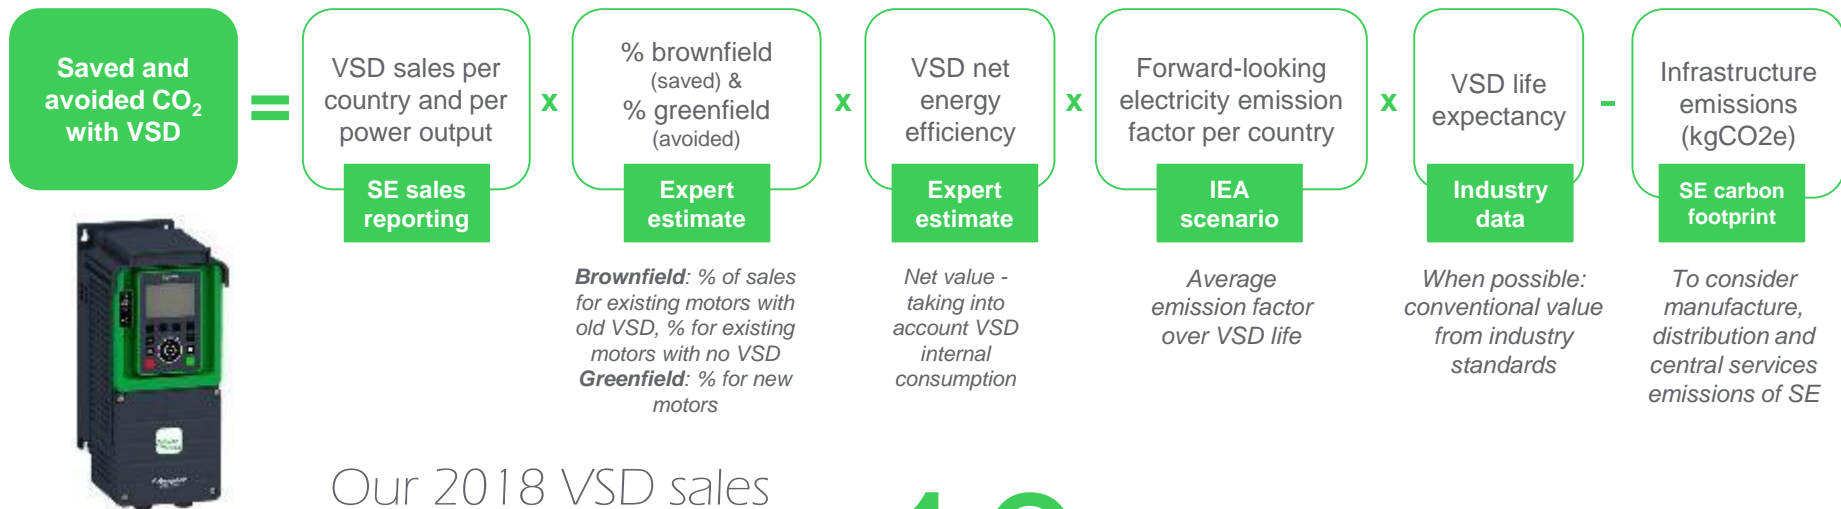 Saved and
avoided CO₂
with VSD
=
VSD sales per
country and per
power output
SE sales
reporting
x
% brownfield
(saved) &
% greenfield
(avoided)
Expert
estimate
Brownfield: % of sales
for existing motors with
old VSD, % for existing
motors with no VSD
Greenfield: % for new
motors
x
VSD net
energy
efficiency
Expert
estimate
Net value -
taking into
account VSD
internal
consumption
x
Forward-looking
electricity emission
factor per country
IEA
scenario
Average
emission factor
over VSD life
x
VSD life
expectancy
Industry
data
When possible:
conventional value
from industry
standards
-
Infrastructure
emissions
(kgCO2e)
SE carbon
footprint
To consider
manufacture,
distribution and
central services
emissions of SE
Our 2018 VSD sales